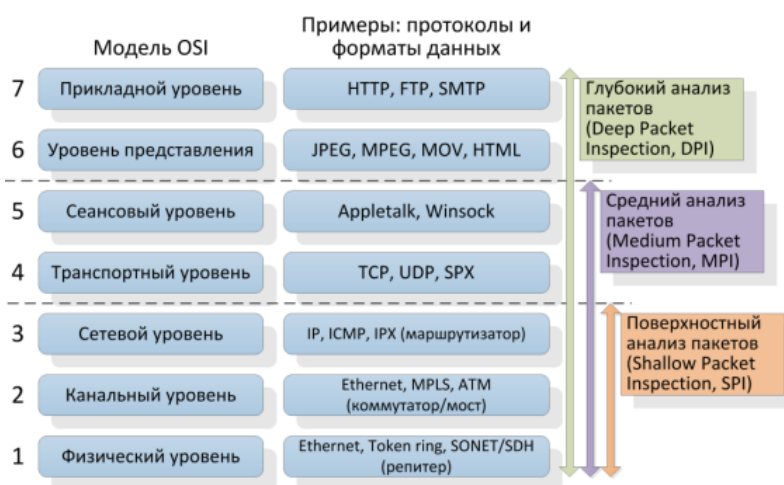 Модель OSI
Примеры: протоколы и
форматы данных
7
Прикладной уровень
HTTP, FTP, SMTP
6
Уровень представления
JPEG, MPEG, MOV, HTML
5
Сеансовый уровень
Appletalk, Winsock
4
Транспортный уровень
TCP, UDP, SPX
3
Сетевой уровень
IP, ICMP, IPX (маршрутизатор)
2
Канальный уровень
Ethernet, MPLS, ATM
(коммутатор/мост)
1
Физический уровень
Ethernet, Token ring, SONET/SDH
(репитер)
Глубокий анализ
пакетов
(Deep Packet
Inspection, DPI)
Средний анализ
пакетов
(Medium Packet
Inspection, MPI)
Поверхностный
анализ пакетов
(Shallow Packet
Inspection, SPI)